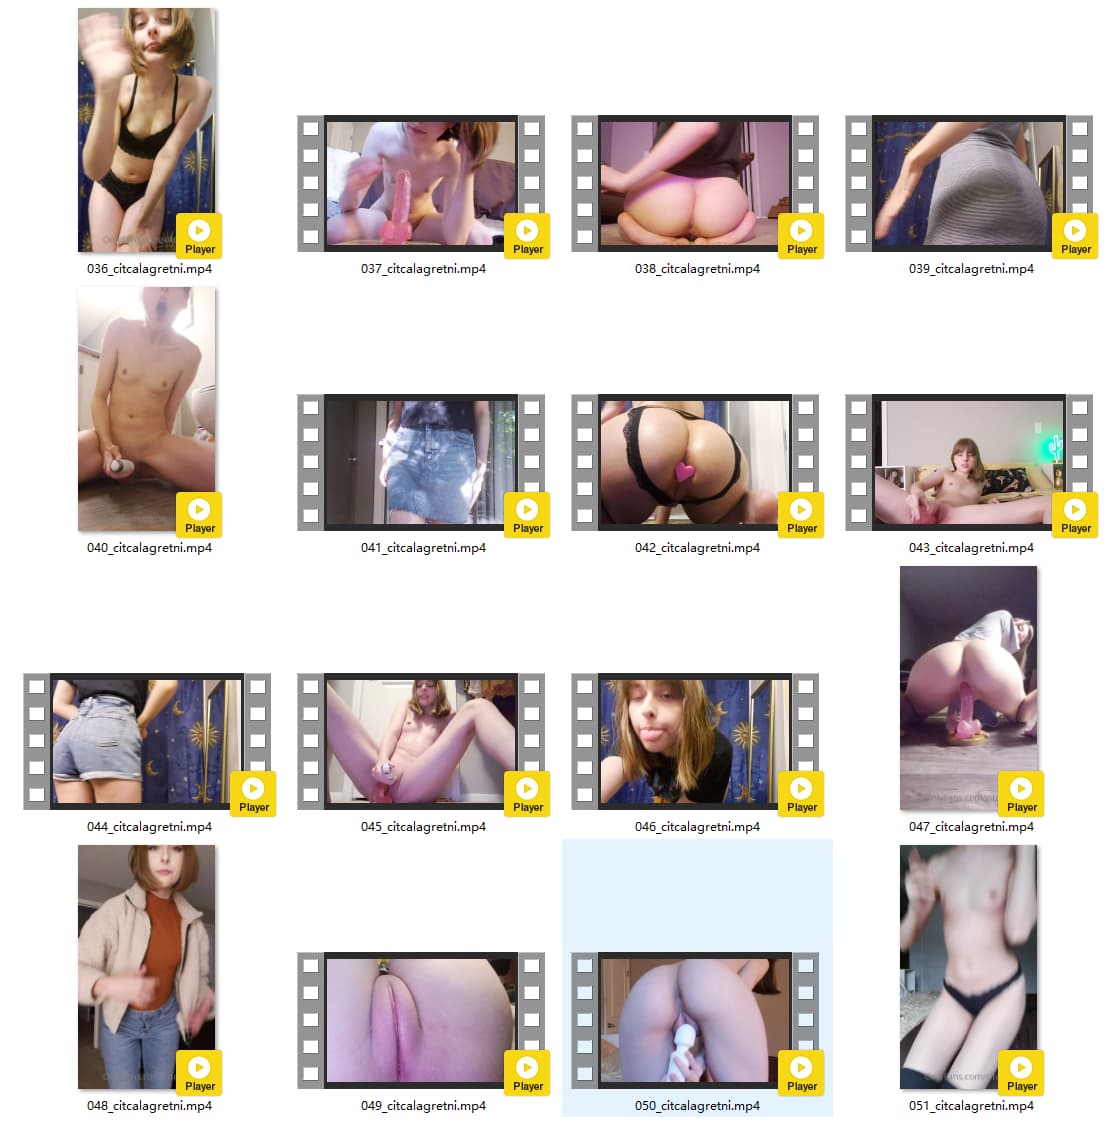 Player
036_citcalagretni.mp4
Player
037_citcalagretni.mp4
Player
038_citcalagretni.mp4
Player
039_citcalagretni.mp4
Player
040_citcalagretni.mp4
Player
041_citcalagretni.mp4
Player
042_citcalagretni.mp4
Player
043_citcalagretni.mp4
Player
044_citcalagretni.mp4
Player
045_citcalagretni.mp4
Player
046_citcalagretni.mp4
Player
047_citcalagretni.mp4
Player
048_citcalagretni.mp4
Player
049_citcalagretni.mp4
Player
050_citcalagretni.mp4
Player
051_citcalagretni.mp4